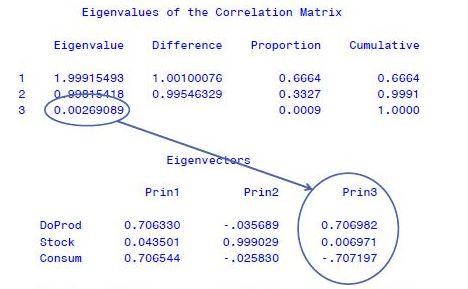 Eigenvalues of the Correlation Matrix
Eigenvalue Difference Proportion Cumulative
1 1.99915493 1.00100076 0.6664 0.6664
2 0.99815418 0.99546329 0.3327 0.9991
3 0.00269089 0.0009 1.0000
Eigenvectors
Prin1 Prin2 Prin3
DoProd 0.706330 -.035689 0.706982
Stock 0.043501 0.999029 0.006971
Consum 0.706544 -.025830 -.707197